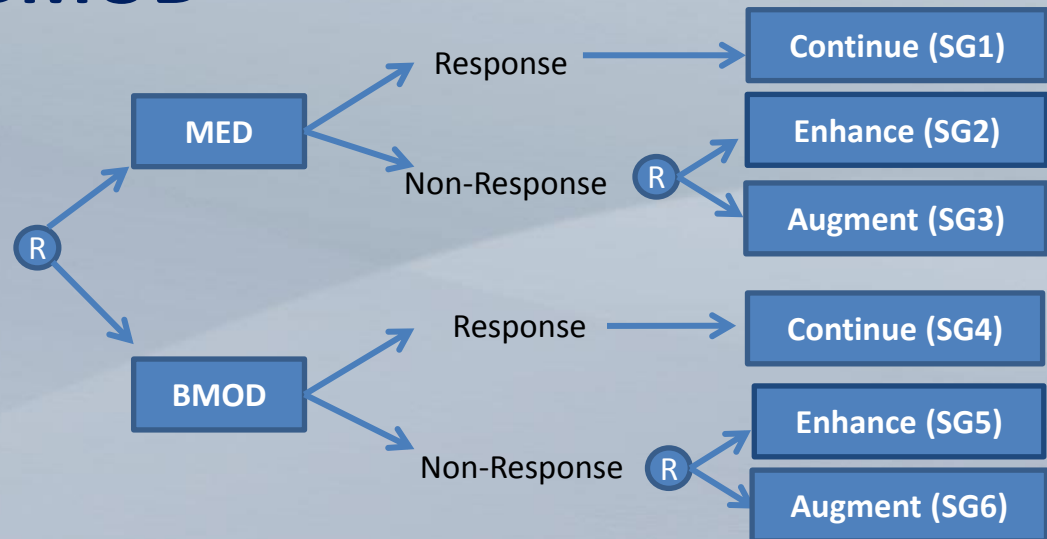 Response
Continue (SG1)
MED
Enhance (SG2)
Non-Response
R
Augment (SG3)
R
Response
Continue (SG4)
BMOD
Enhance (SG5)
Non-Response
R
Augment (SG6)